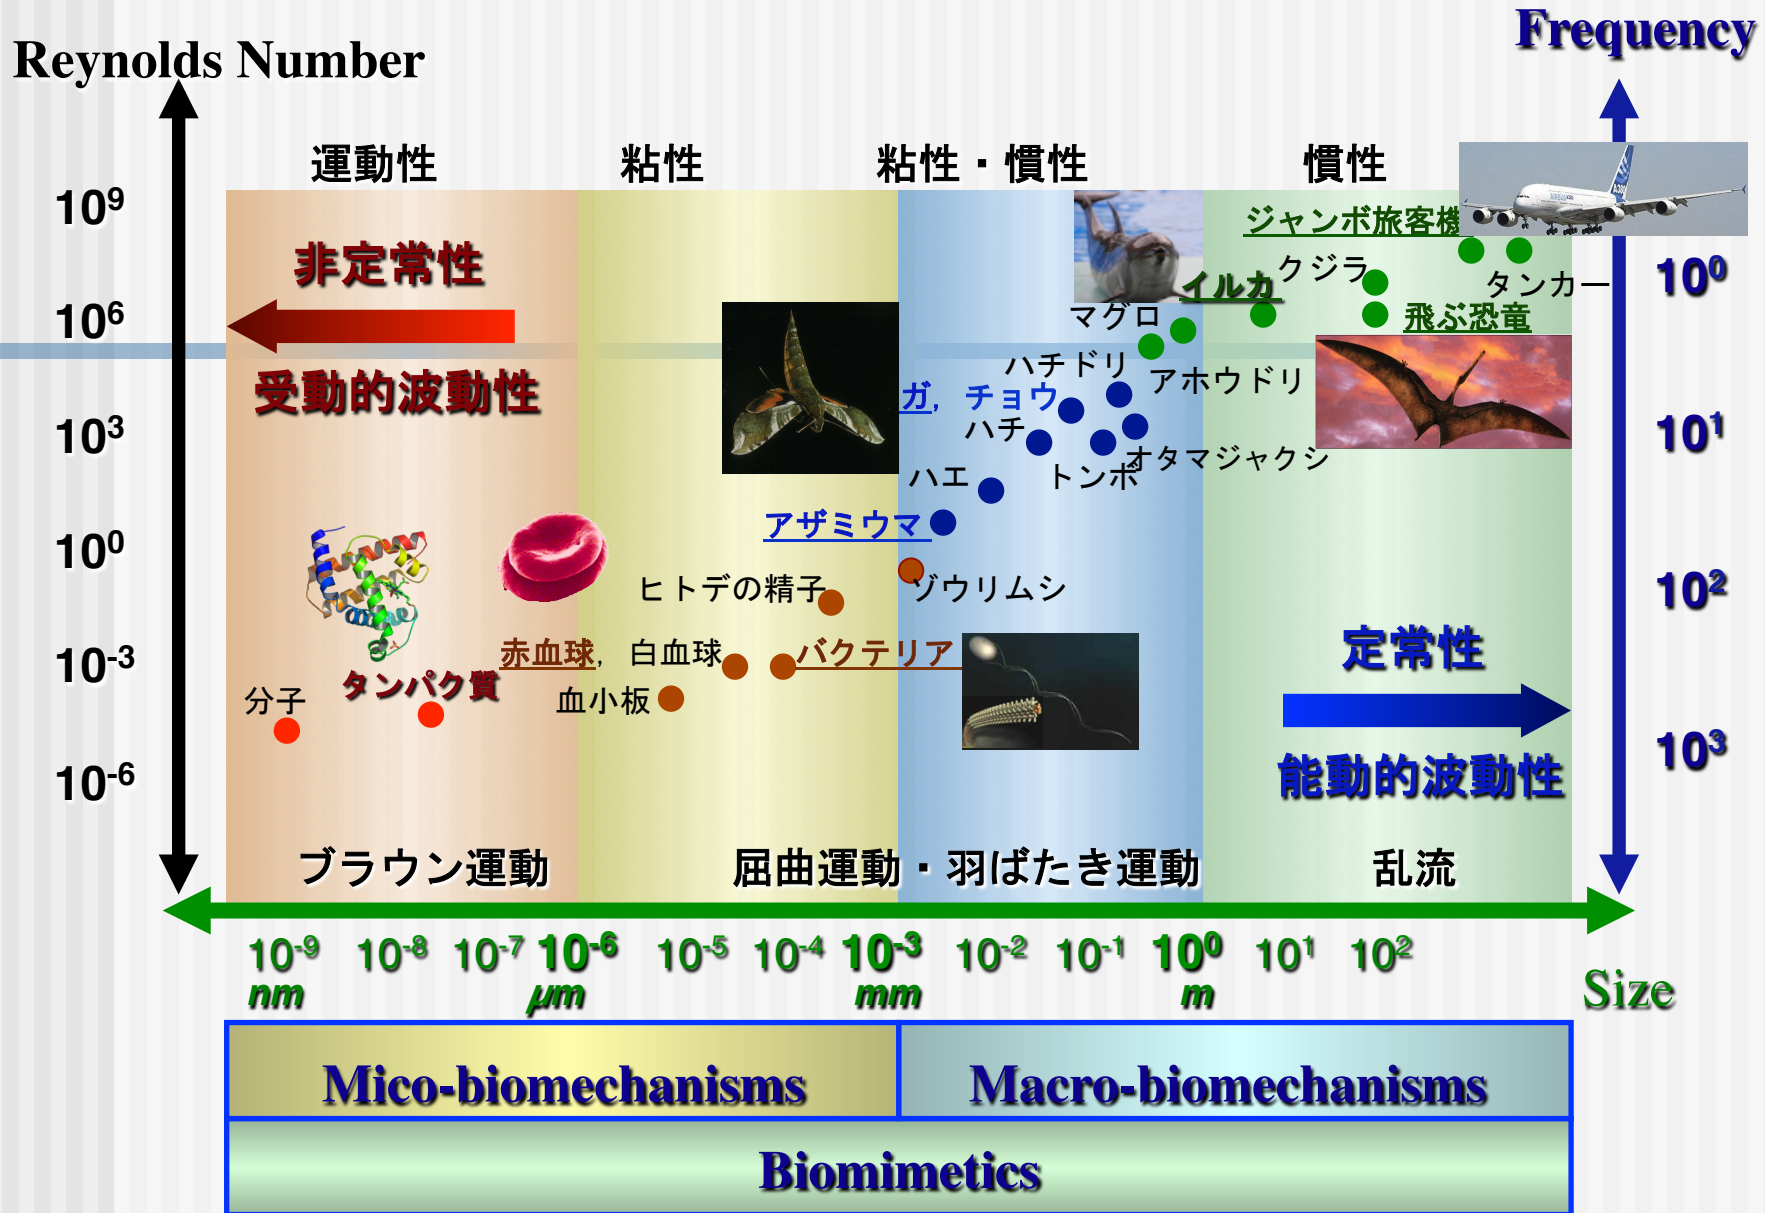 Reynolds Number
Frequency
運動性
粘性
粘性・慣性
慣性
10⁹
10⁶
10³
10⁰
10⁻³
10⁻⁶
10⁰
10¹
10²
10³
非定常性
受動的波動性
ジャンボ旅客機
クジラ
タンカー
イルカ
飛ぶ恐竜
マグロ
ハチドリ
アホウドリ
ガ，チョウ
ハチ
オタマジャクシ
トンボ
ハエ
アザミウマ
ヒトデの精子
ゾウリムシ
赤血球，白血球
バクテリア
タンパク質
分子
血小板
定常性
能動的波動性
ブラウン運動
屈曲運動・羽ばたき運動
乱流
10⁻⁹ 10⁻⁸ 10⁻⁷ 10⁻⁶ 10⁻⁵ 10⁻⁴ 10⁻³ 10⁻² 10⁻¹ 10⁰ 10¹ 10²
nm μm mm m
Size
Mico-biomechanisms
Macro-biomechanisms
Biomimetics